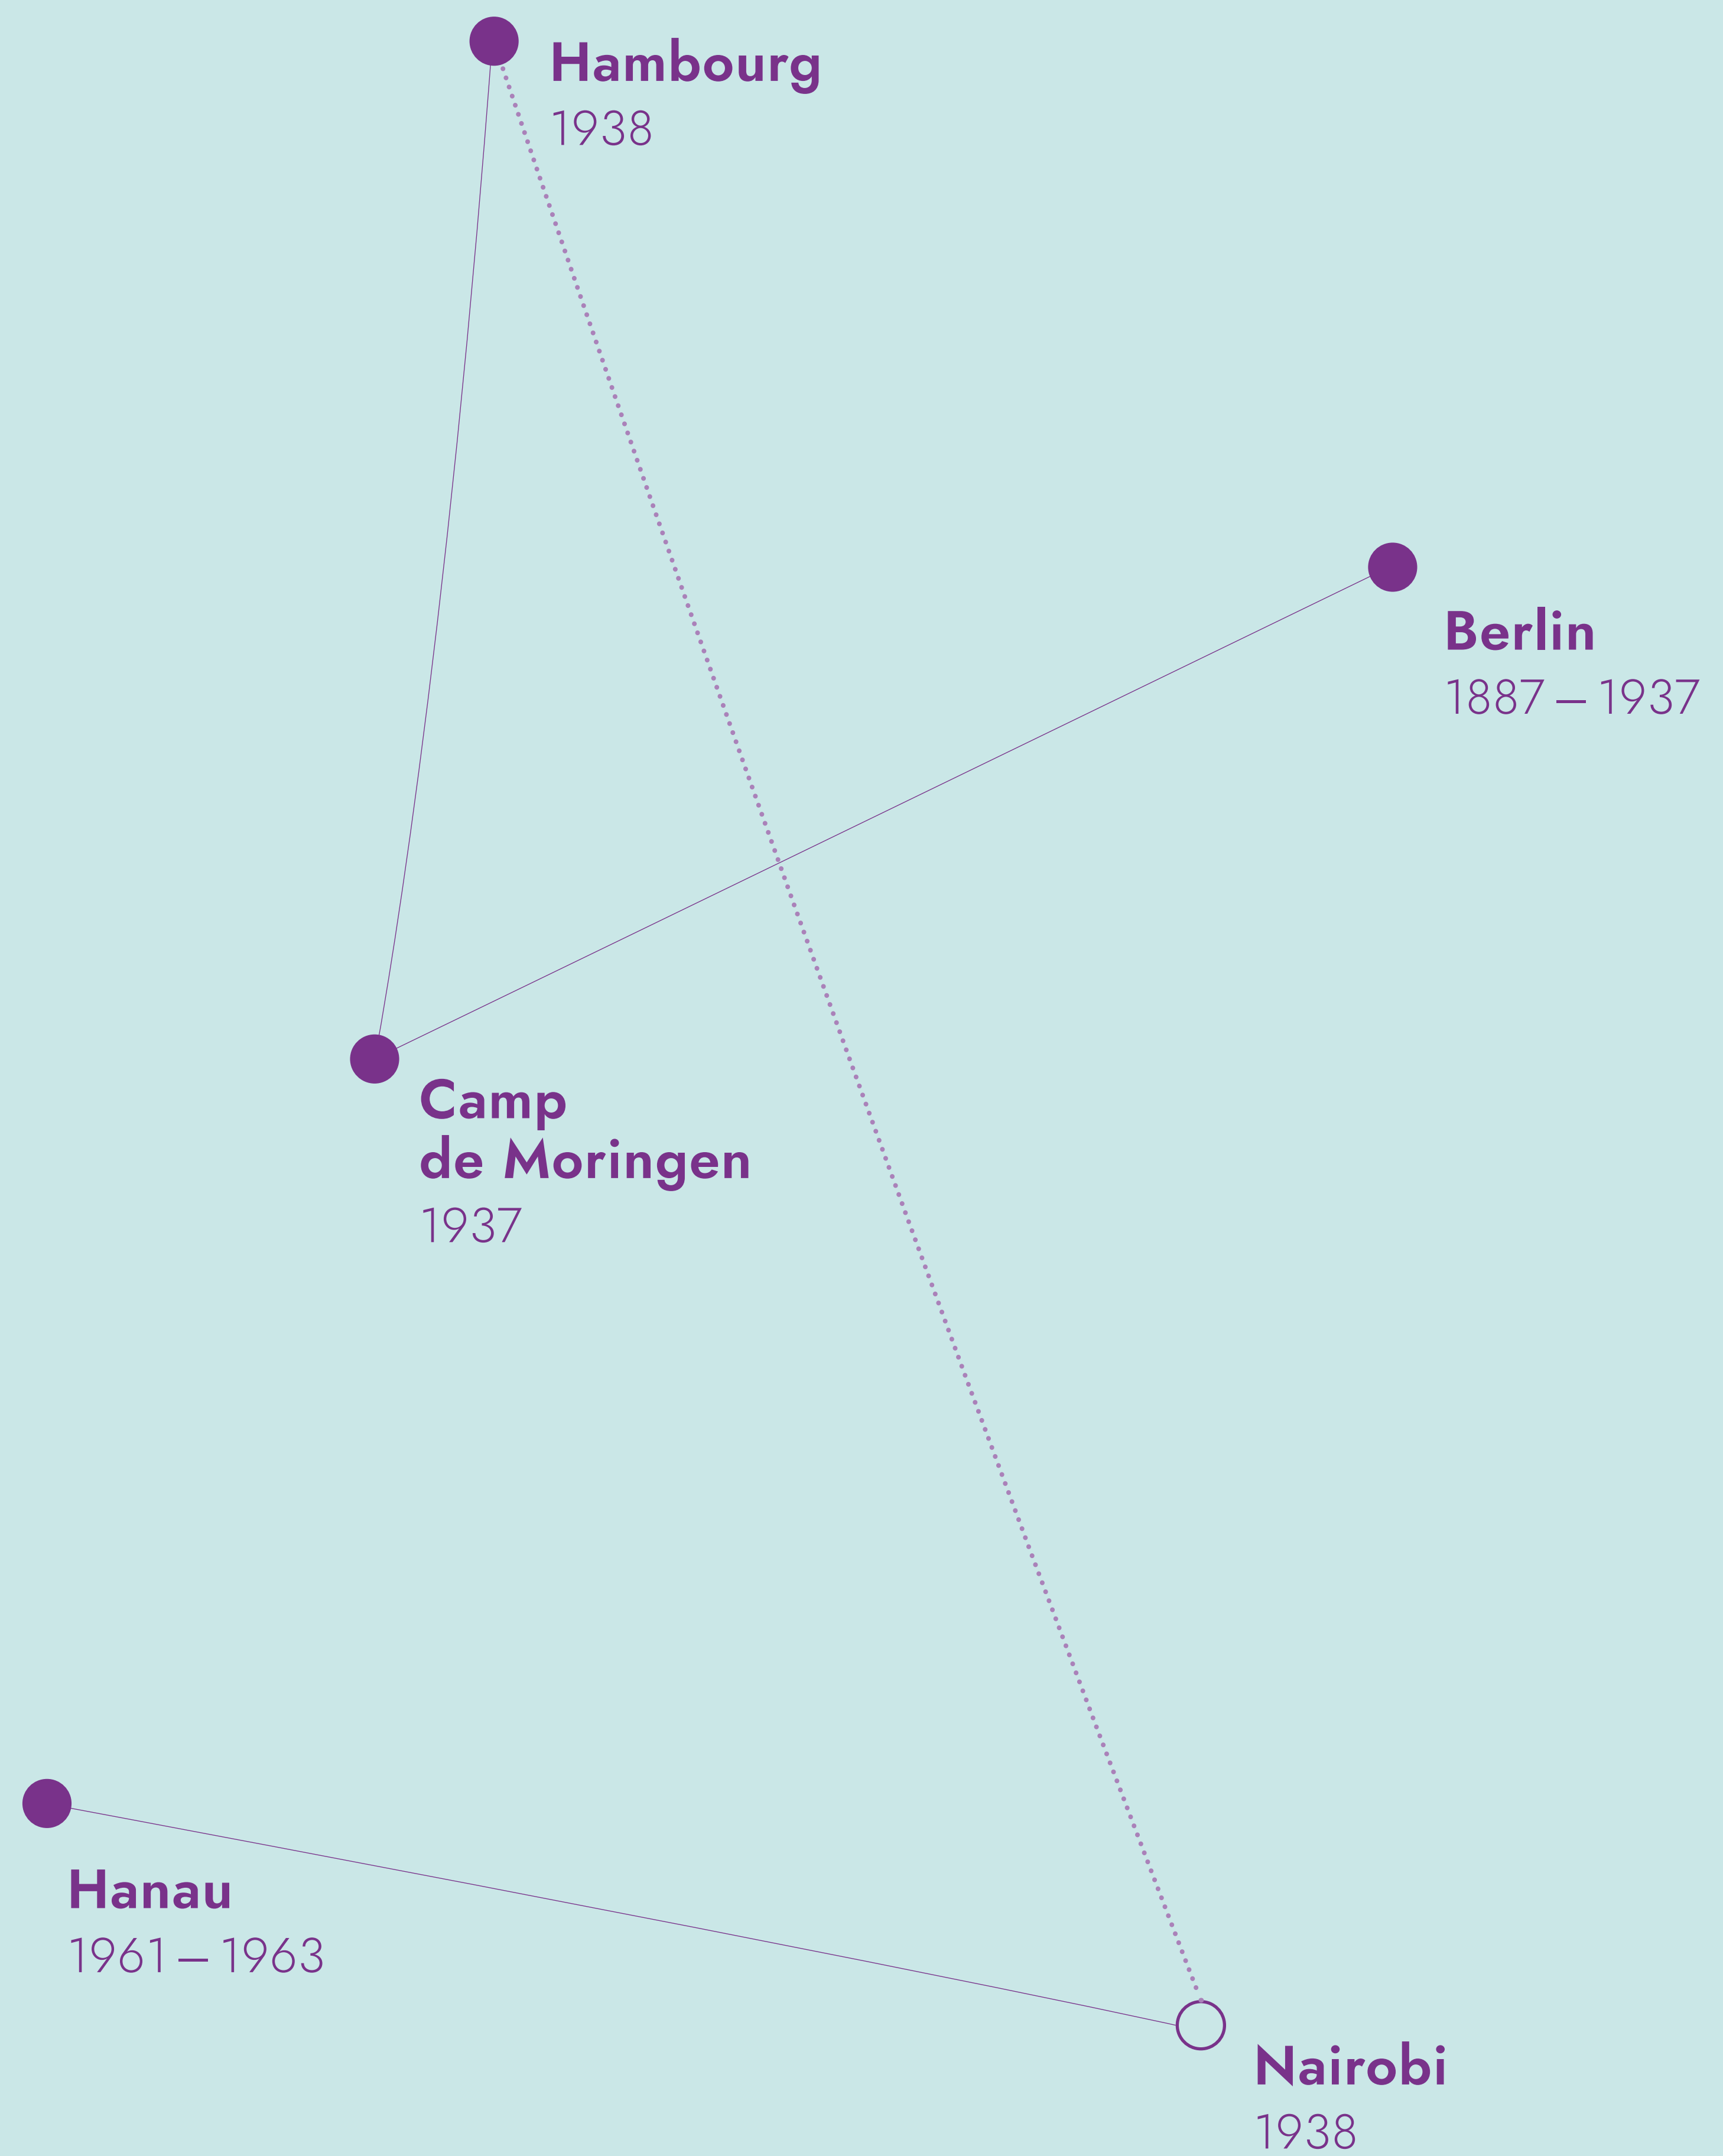 Hambourg
1938
Berlin
1887 – 1937
Camp
de Moringen
1937
Hanau
1961 – 1963
Nairobi
1938